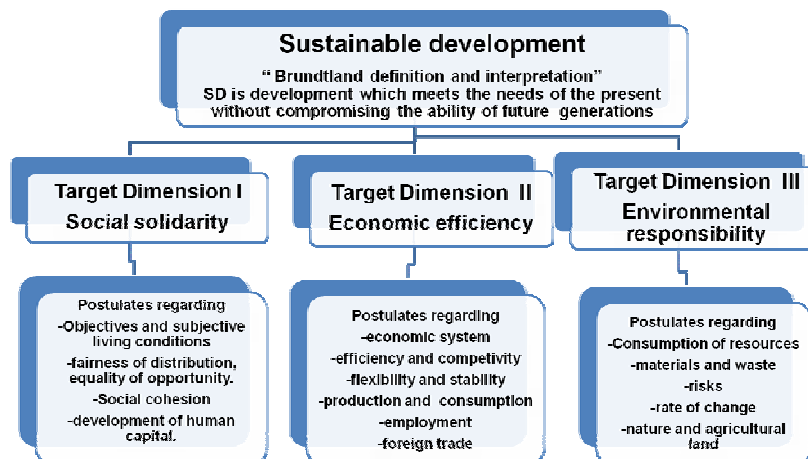 Sustainable development
“ Brundtland definition and interpretation”
SD is development which meets the needs of the present
without compromising the ability of future generations
Target Dimension I
Social solidarity
Target Dimension II
Economic efficiency
Target Dimension III
Environmental
responsibility
Postulates regarding
-Objectives and subjective
living conditions
-fairness of distribution,
equality of opportunity.
-Social cohesion
-development of human
capital.
Postulates regarding
-economic system
-efficiency and competivity
-flexibility and stability
-production and consumption
-employment
-foreign trade
Postulates regarding
-Consumption of resources
-materials and waste
-risks
-rate of change
-nature and agricultural
land